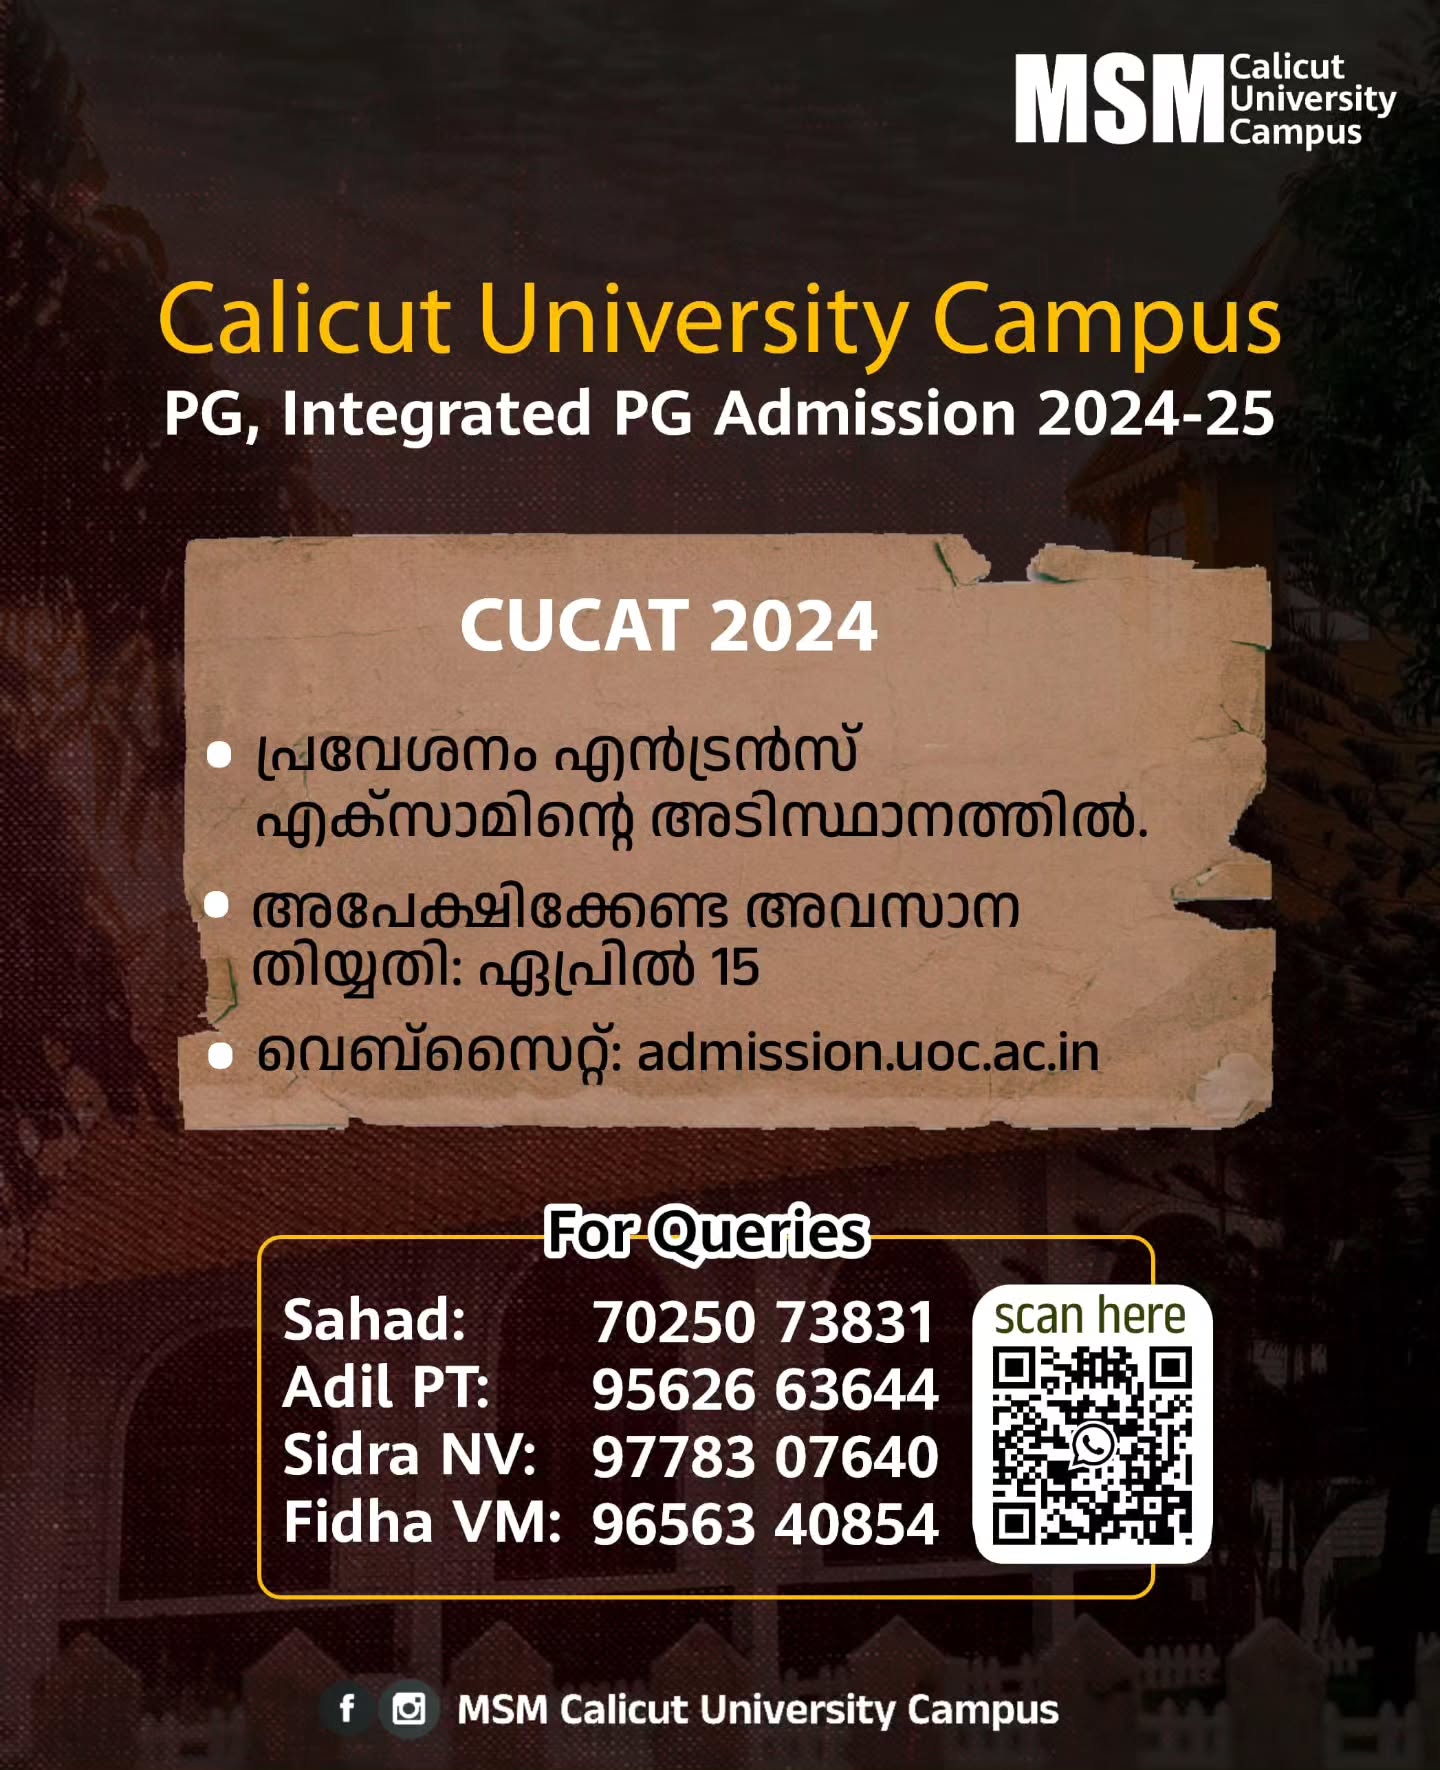 MSM Calicut
University
Campus
Calicut University Campus
PG, Integrated PG Admission 2024-25
CUCAT 2024
പ്രവേശനം എൻട്രൻസ്
എക്സാമിന്റെ അടിസ്ഥാനത്തിൽ.
അപേക്ഷിക്കേണ്ട അവസാന
തിയ്യതി: ഏപ്രിൽ 15
വെബ്സൈറ്റ്: admission.uoc.ac.in
For Queries
Sahad: 70250 73831
Adil PT: 95626 63644
Sidra NV: 97783 07640
Fidha VM: 96563 40854
scan here
MSM Calicut University Campus